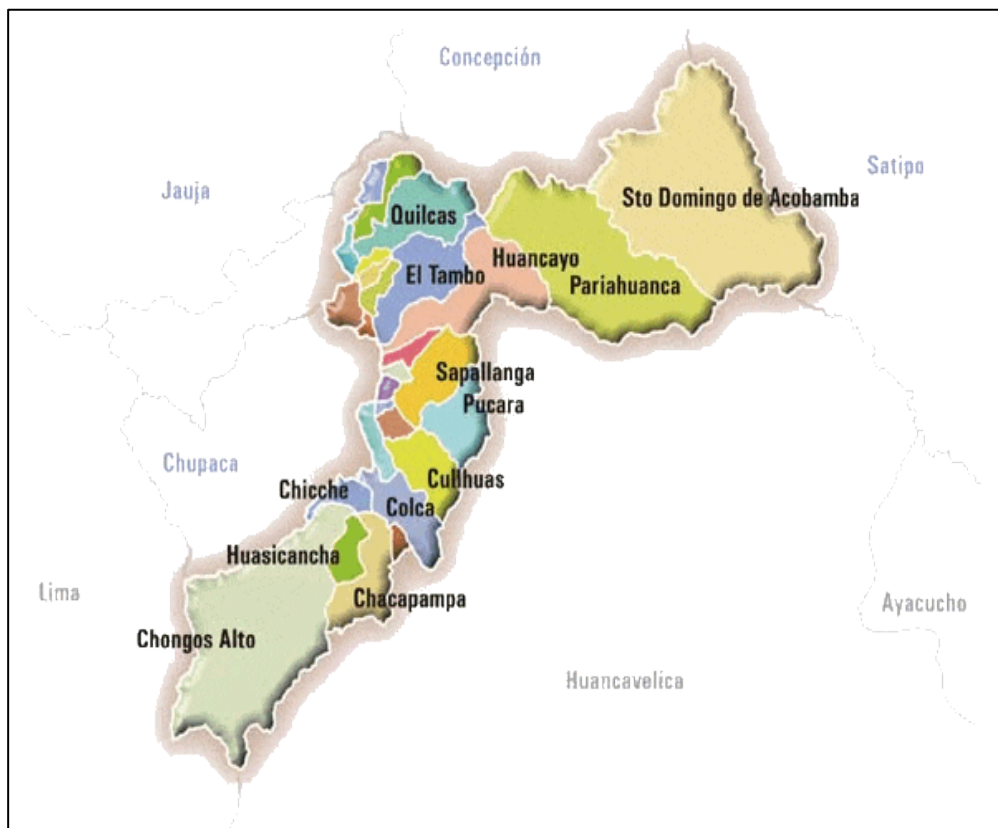 Concepción
Satipo
Jauja
Sto Domingo de Acobamba
Quilcas
Huancayo
El Tambo
Pariahuanca
Sapallanga
Pucara
Chupaca
Cullhuas
Chicche
Colca
Huasicancha
Lima
Chacapampa
Ayacucho
Chongos Alto
Huancavelica